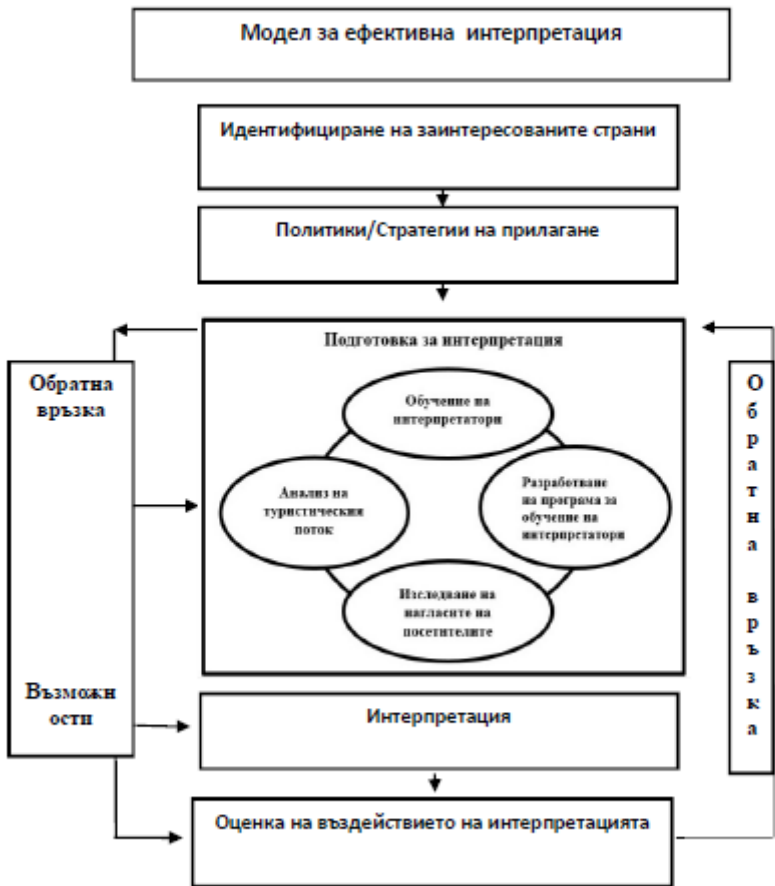 Модел за ефективна интерпретация
Идентифициране на заинтересованите страни
Политики/Стратегии на прилагане
Подготовка за интерпретация
Обучение на
интерпретатори
Анализ на
туристическия
поток
Разработване
на програма за
обучение на
интерпретатори
Изследване на
нагласите на
посетителите
Обратна
връзка
Възможн
ости
О
б
р
а
т
н
а
в
р
ъ
з
к
а
Интерпретация
Оценка на въздействието на интерпретацията